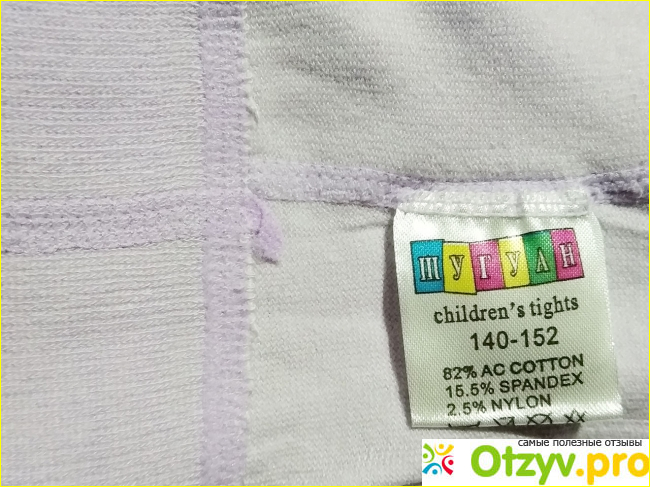 ШУГУАН
children's tights
140-152
82% AC COTTON
15.5% SPANDEX
2.5% NYLON
самые полезные отзывы
Otzyv.pro